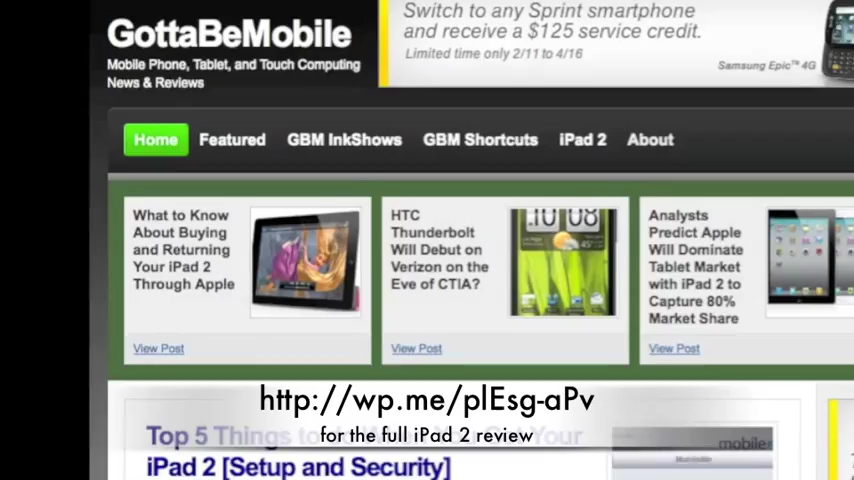 GottaBeMobile
Mobile Phone, Tablet, and Touch Computing
News & Reviews
Switch to any Sprint smartphone
and receive a $125 service credit.
Limited time only 2/11 to 4/16
Samsung Epic™ 4G
Home Featured GBM InkShows GBM Shortcuts iPad 2 About
What to Know
About Buying
and Returning
Your iPad 2
Through Apple
View Post
HTC
Thunderbolt
Will Debut on
Verizon on the
Eve of CTIA?
View Post
Analysts
Predict Apple
Will Dominate
Tablet Market
with iPad 2 to
Capture 80%
Market Share
View Post
10 08
http://wp.me/plEsg-aPv
for the full iPad 2 review
Top 5 Things to Your
iPad 2 [Setup and Security]
mobile